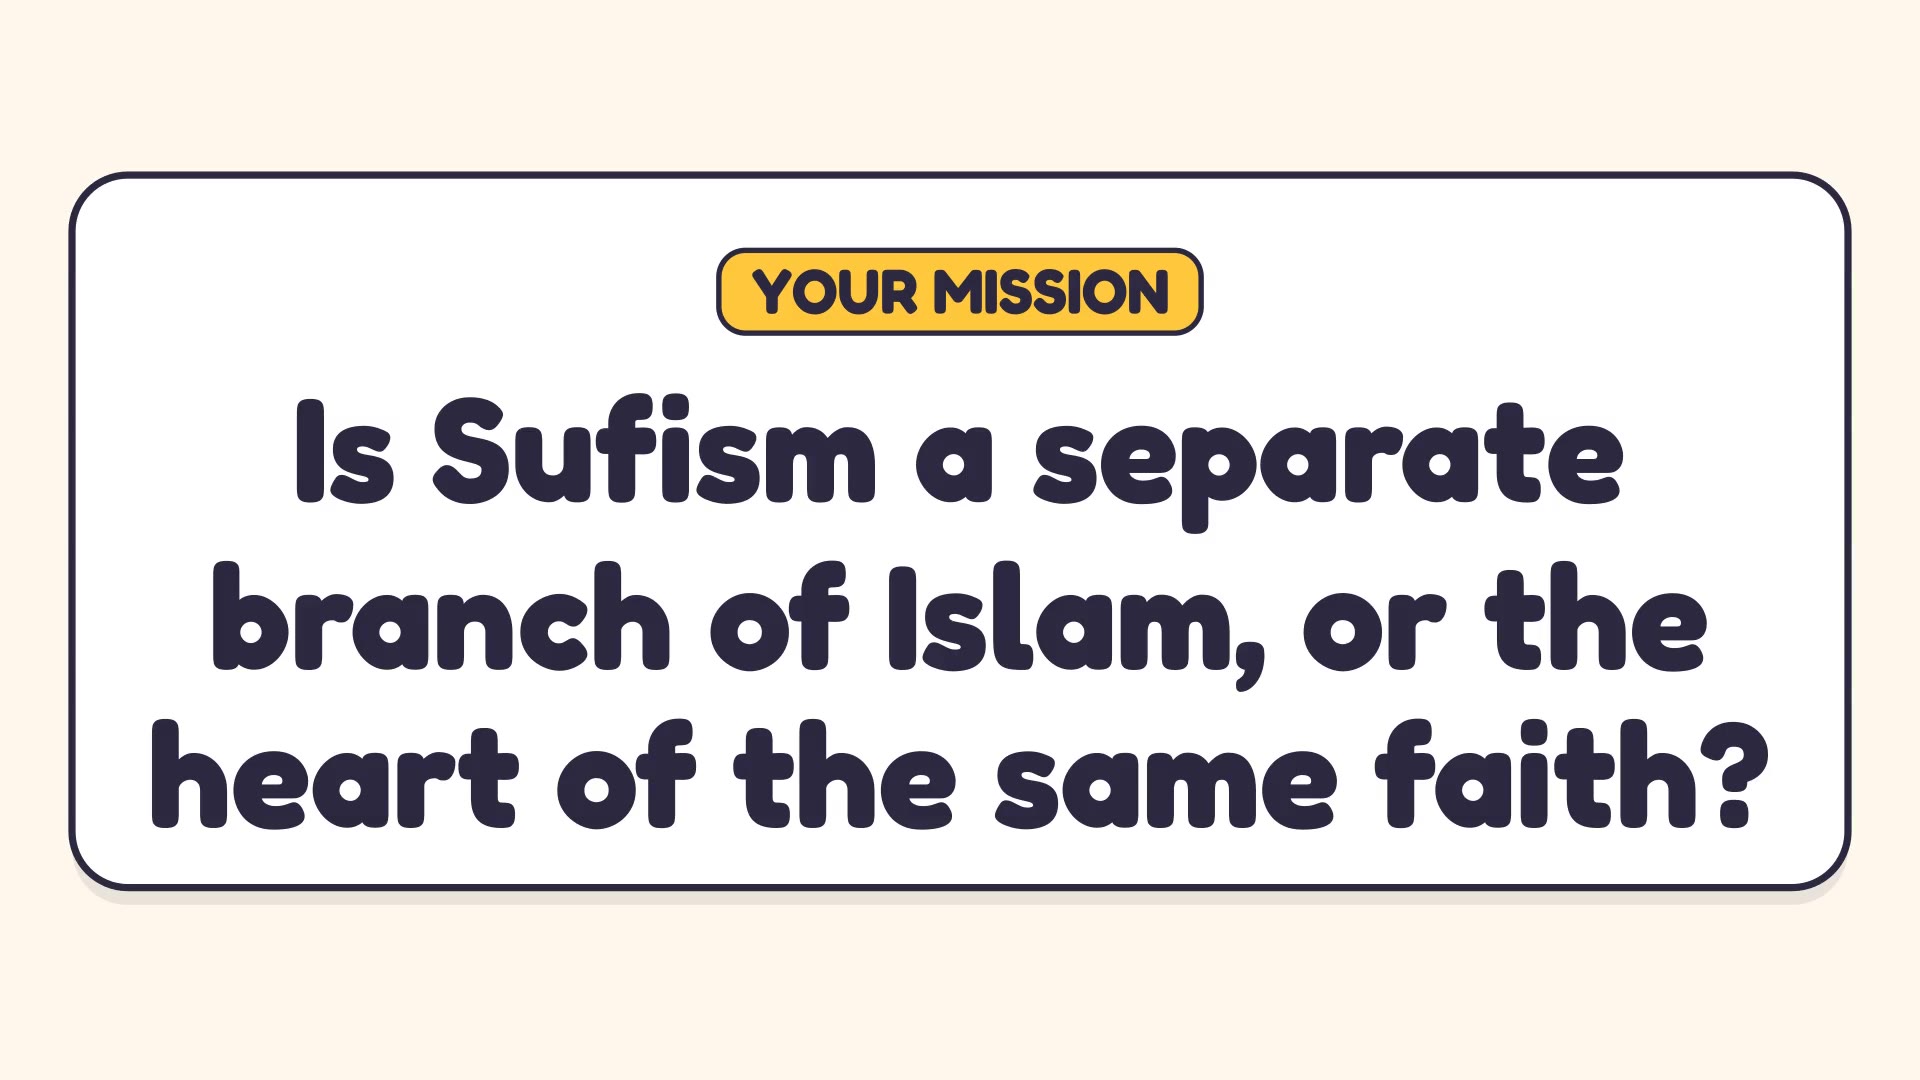 YOUR MISSION
Is Sufism a separate
branch of Islam, or the
heart of the same faith?